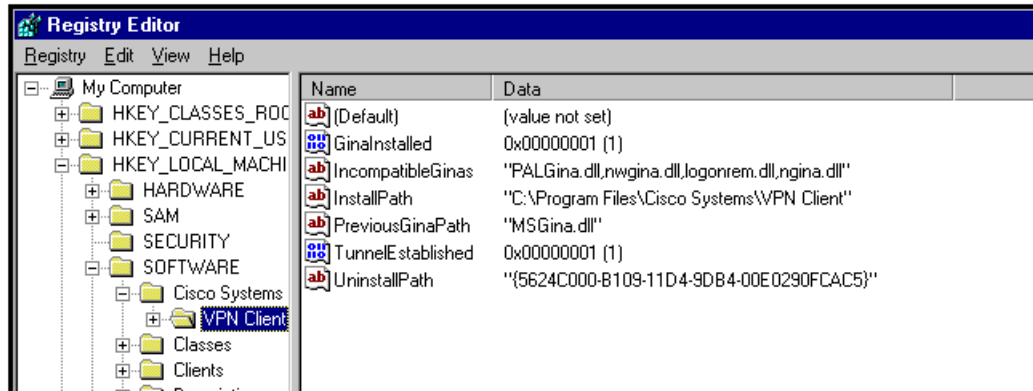 Registry Editor
Registry Edit View Help
My Computer
HKEY_CLASSES_ROO
HKEY_CURRENT_US
HKEY_LOCAL_MACHI
HARDWARE
SAM
SECURITY
SOFTWARE
Cisco Systems
VPN Client
Classes
Clients
Name Data
(Default) (value not set)
GinaInstalled 0x00000001 (1)
IncompatibleGinas "PALGina.dll,nwgina.dll,logonrem.dll,ngina.dll"
InstallPath "C:\Program Files\Cisco Systems\VPN Client"
PreviousGinaPath "MSGina.dll"
TunnelEstablished 0x00000001 (1)
UninstallPath "{5624C000-B109-11D4-9DB4-00E0290FCAC5}"